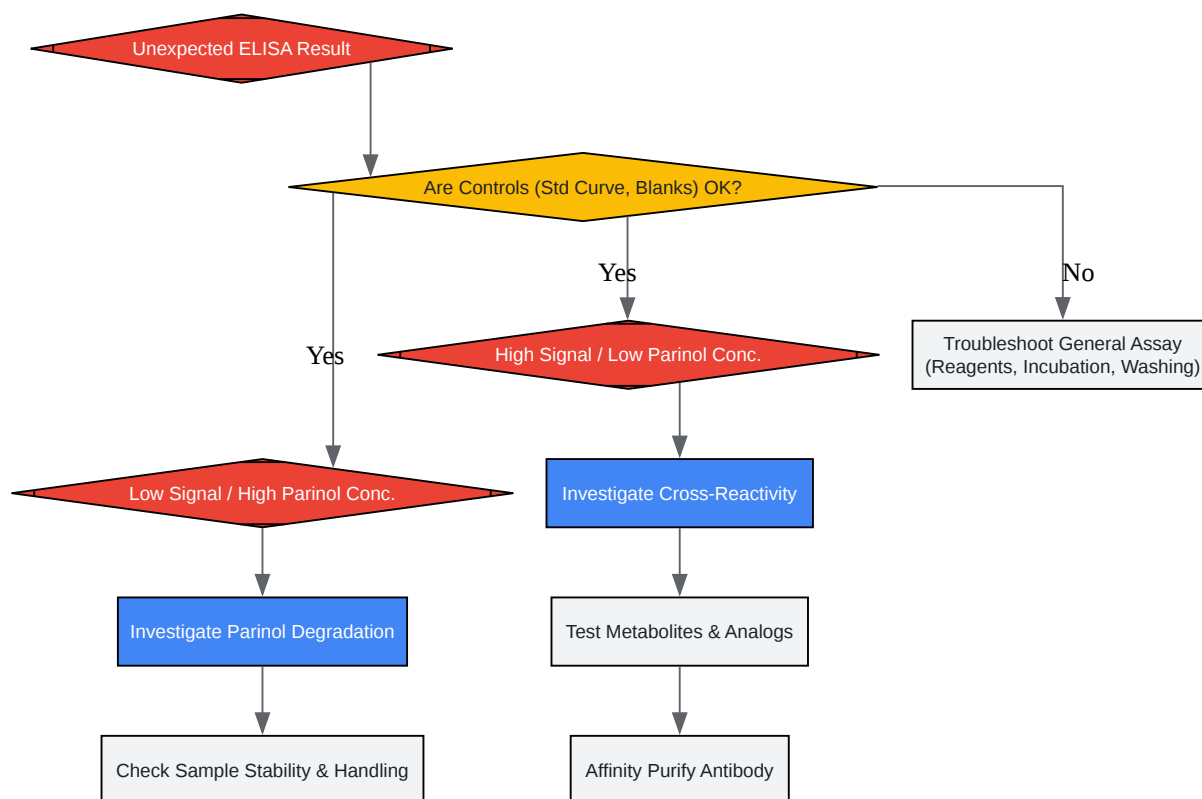 Unexpected ELISA Result
Are Controls (Std Curve, Blanks) OK?
Yes
No
Yes
High Signal / Low Parinol Conc.
Troubleshoot General Assay
(Reagents, Incubation, Washing)
Low Signal / High Parinol Conc.
Investigate Cross-Reactivity
Investigate Parinol Degradation
Test Metabolites & Analogs
Check Sample Stability & Handling
Affinity Purify Antibody